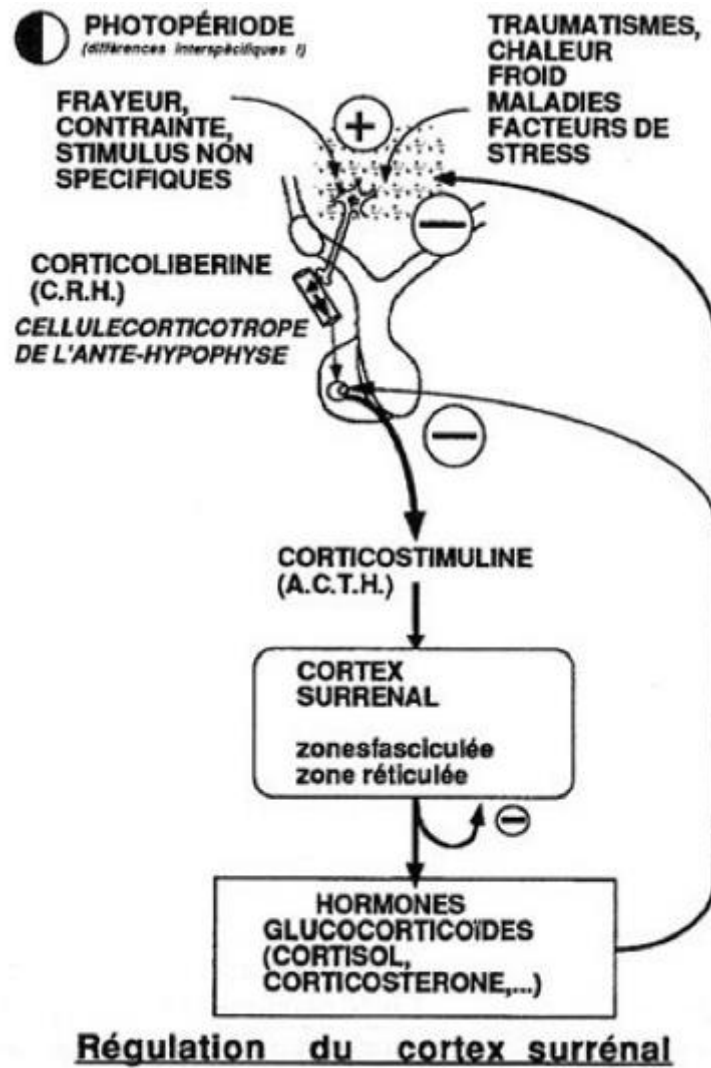 PHOTOPÉRIODE
(différences interspécifiques !)
TRAUMATISMES,
CHALEUR
FROID
MALADIES
FACTEURS DE
STRESS
FRAYEUR,
CONTRAINTE,
STIMULUS NON
SPECIFIQUES
+
—
CORTICOLIBERINE
(C.R.H.)
CELLULECORTICOTROPE
DE L'ANTE-HYPOPHYSE
—
CORTICOSTIMULINE
(A.C.T.H.)
CORTEX
SURRENAL
zonesfasciculée
zone réticulée
—
HORMONES
GLUCOCORTICOÏDES
(CORTISOL,
CORTICOSTERONE,...)
Régulation du cortex surrénal